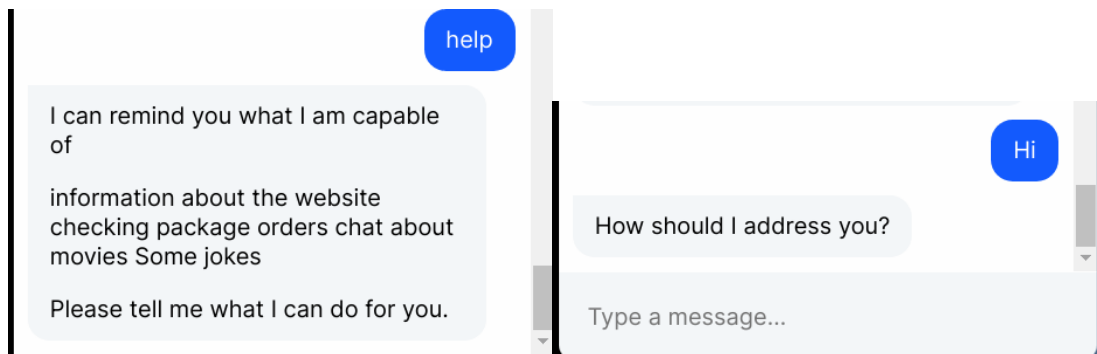 help
I can remind you what I am capable
of
information about the website
checking package orders chat about
movies Some jokes
Please tell me what I can do for you.
Hi
How should I address you?
Type a message...